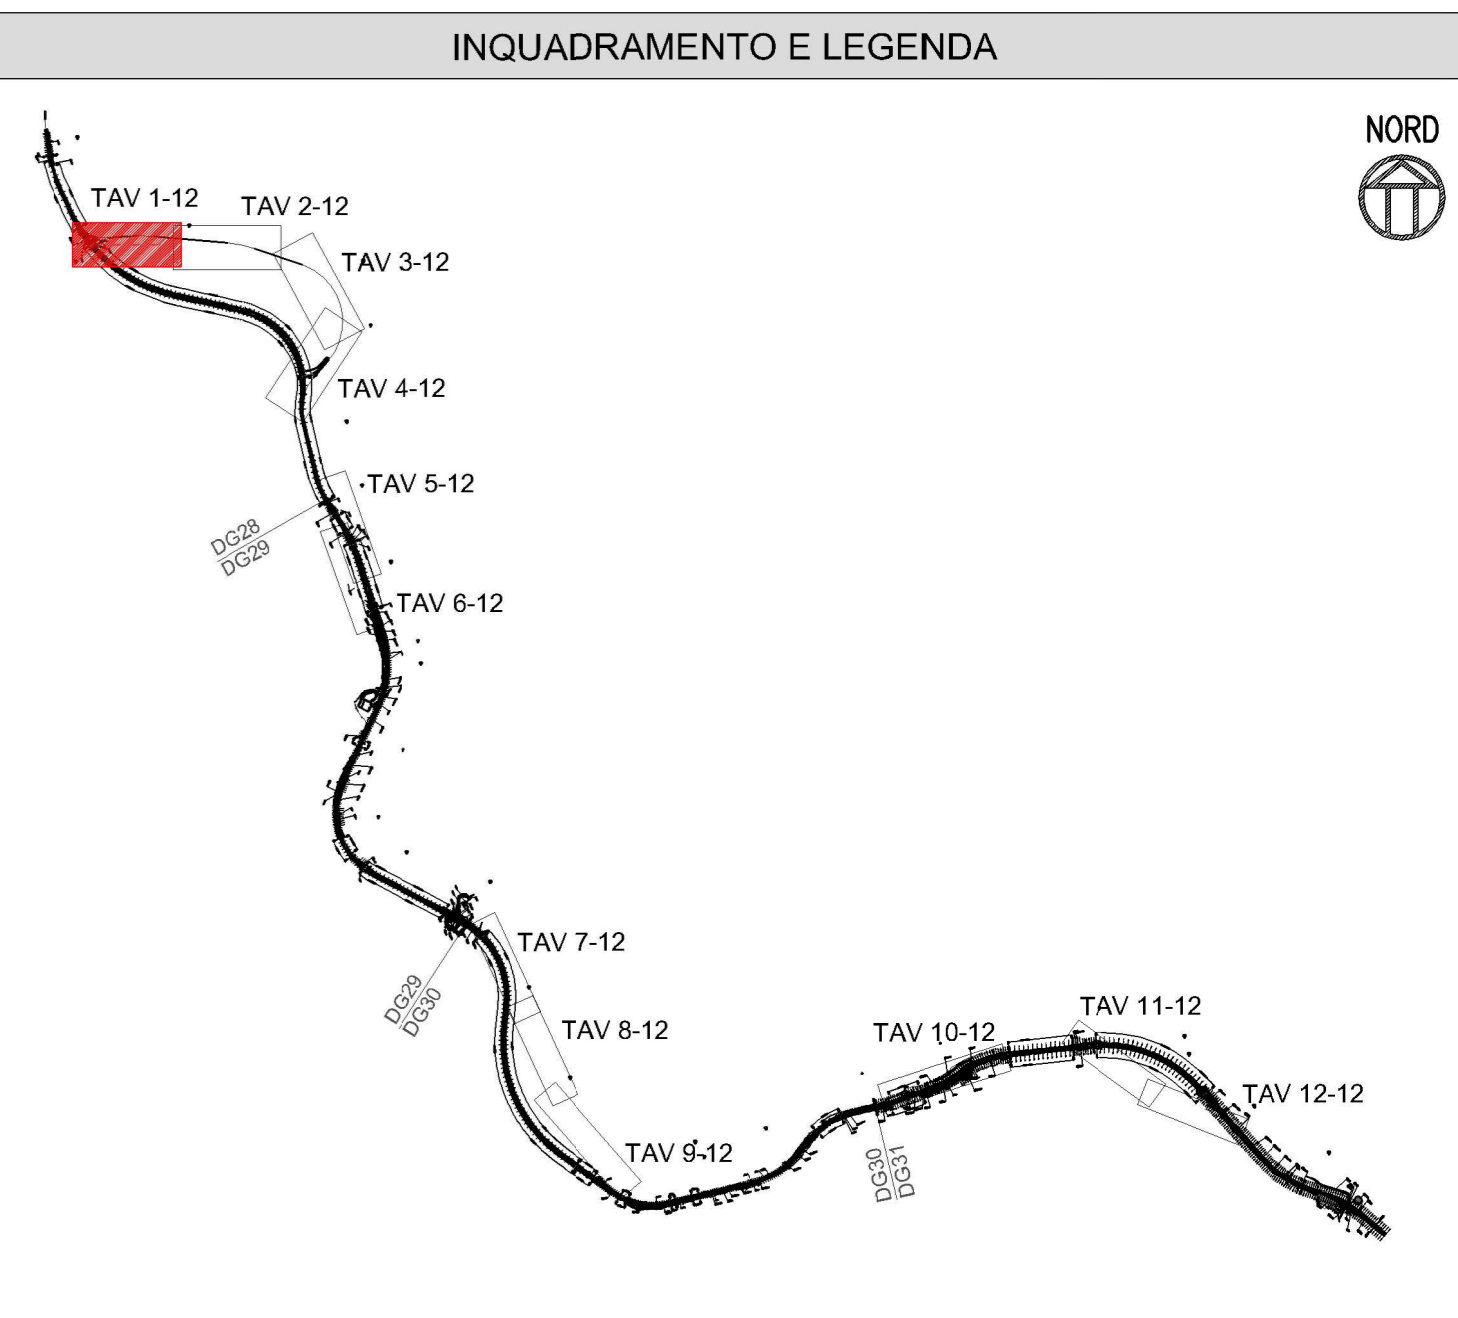 INQUADRAMENTO E LEGENDA
NORD
TAV 1-12
TAV 2-12
TAV 3-12
TAV 4-12
TAV 5-12
DG28
DG29
TAV 6-12
TAV 7-12
DG29
DG30
TAV 8-12
TAV 9-12
TAV 10-12
TAV 11-12
TAV 12-12
DG30
DG31